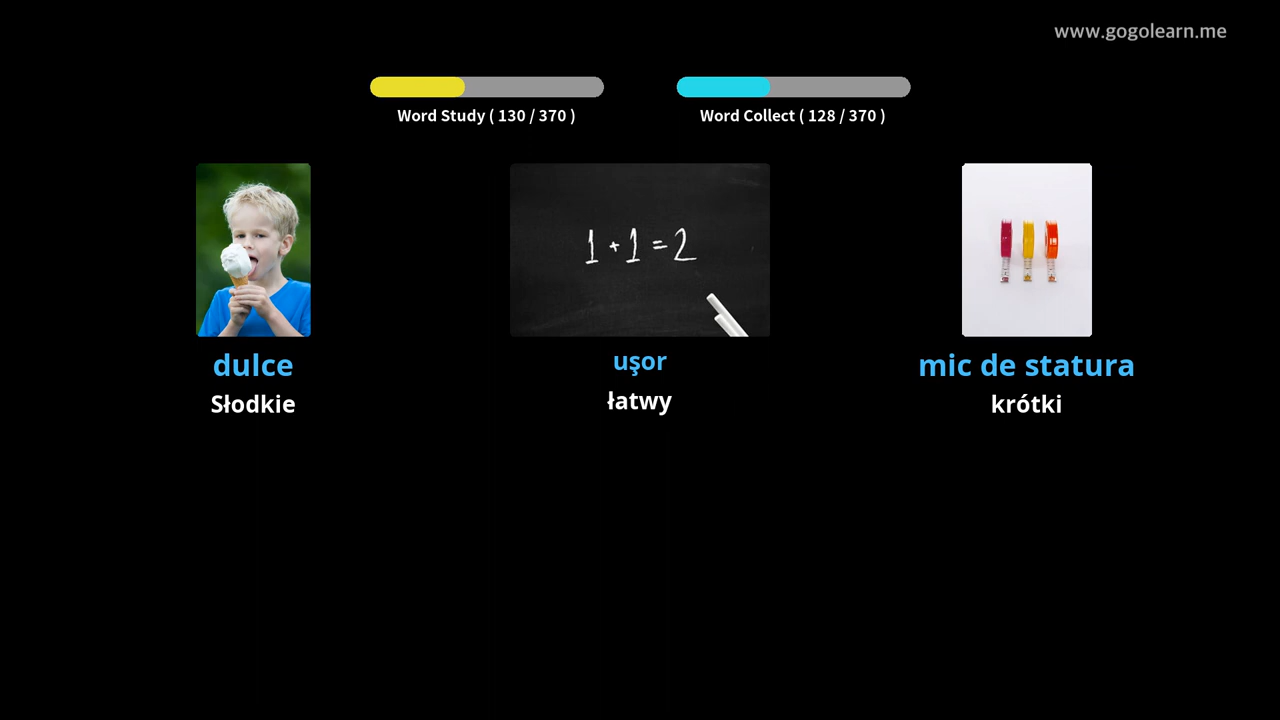 www.gogolearn.me
Word Study ( 130 / 370 )
Word Collect ( 128 / 370 )
1 + 1 = 2
dulce
uşor
mic de statura
Słodkie
łatwy
krótki